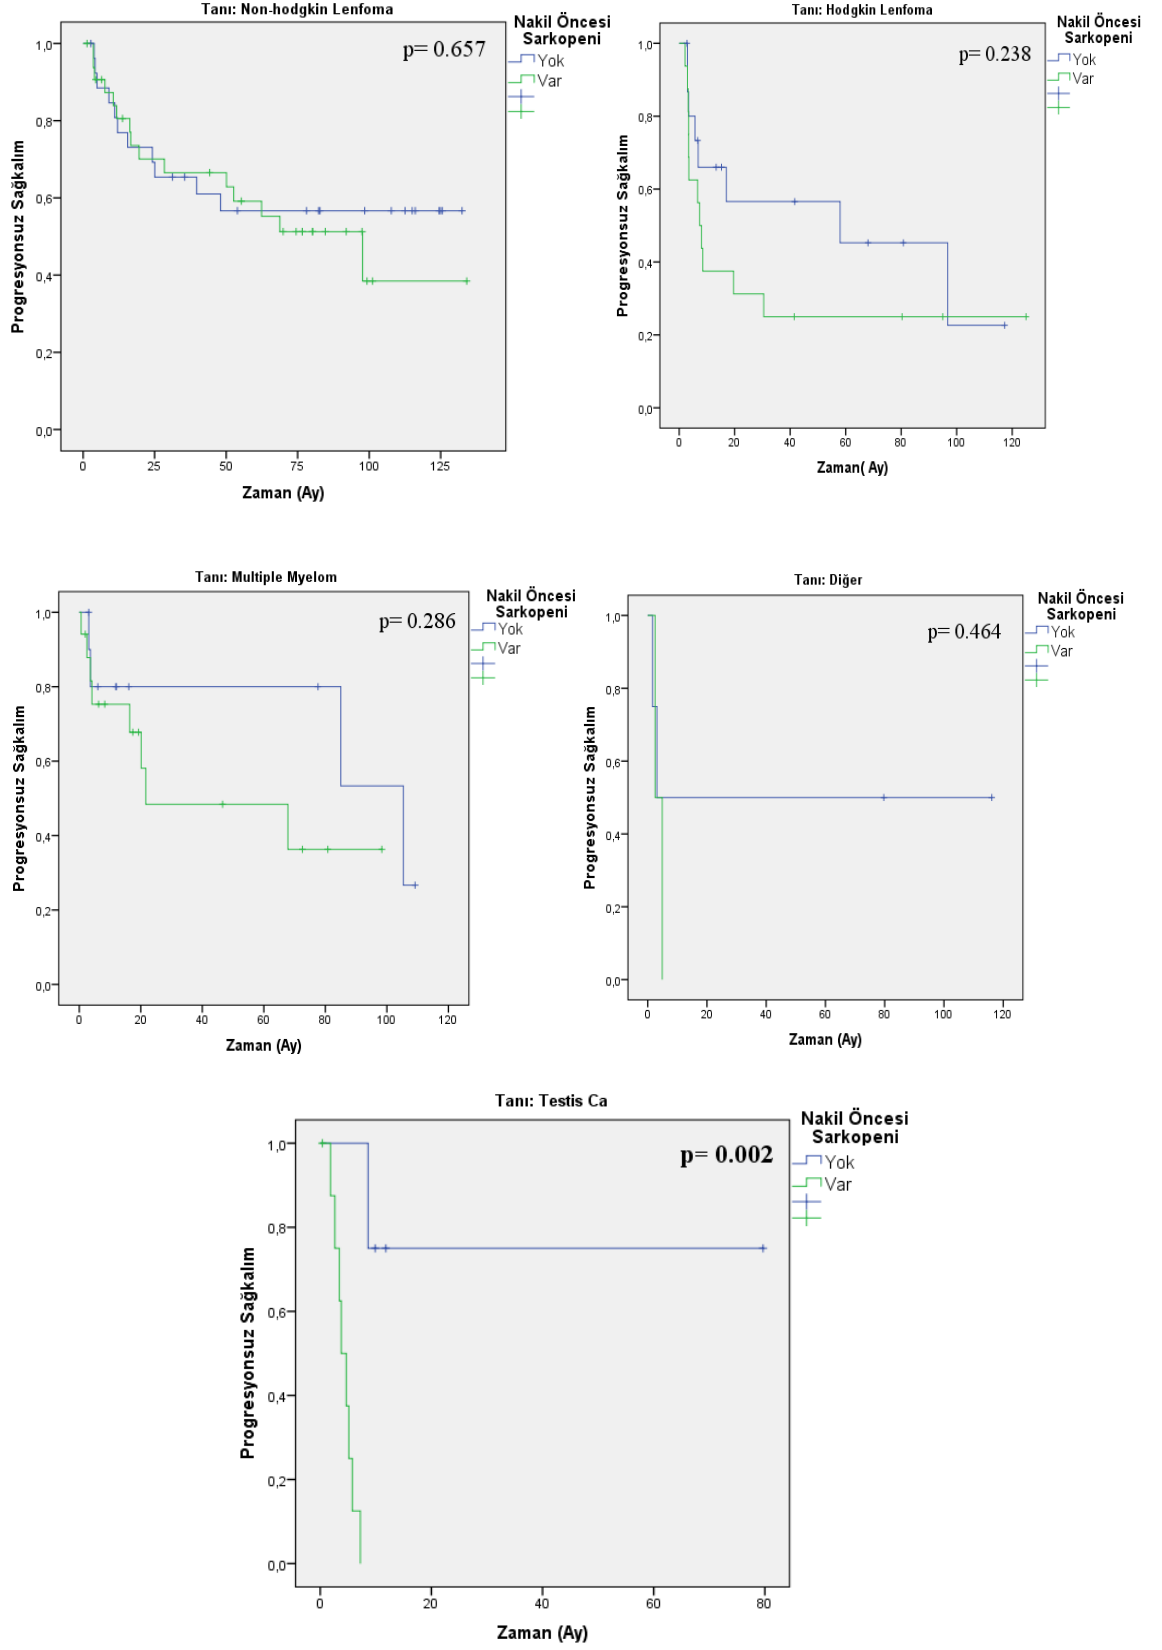 Tanı: Non-hodgkin Lenfoma
Nakil Öncesi
Sarkopeni
Yok
Var
p= 0.657
Progresyonsuz Sağkalım
1,0
0,8
0,6
0,4
0,2
0,0
0 25 50 75 100 125
Zaman (Ay)
Tanı: Hodgkin Lenfoma
Nakil Öncesi
Sarkopeni
Yok
Var
p= 0.238
Progresyonsuz Sağkalım
1,0
0,8
0,6
0,4
0,2
0,0
0 20 40 60 80 100 120
Zaman( Ay)
Tanı: Multiple Myelom
Nakil Öncesi
Sarkopeni
Yok
Var
p= 0.286
Progresyonsuz Sağkalım
1,0
0,8
0,6
0,4
0,2
0,0
0 20 40 60 80 100 120
Zaman (Ay)
Tanı: Diğer
Nakil Öncesi
Sarkopeni
Yok
Var
p= 0.464
Progresyonsuz Sağkalım
1,0
0,8
0,6
0,4
0,2
0,0
0 20 40 60 80 100 120
Zaman (Ay)
Tanı: Testis Ca
Nakil Öncesi
Sarkopeni
Yok
Var
p= 0.002
Progresyonsuz Sağkalım
1,0
0,8
0,6
0,4
0,2
0,0
0 20 40 60 80
Zaman (Ay)